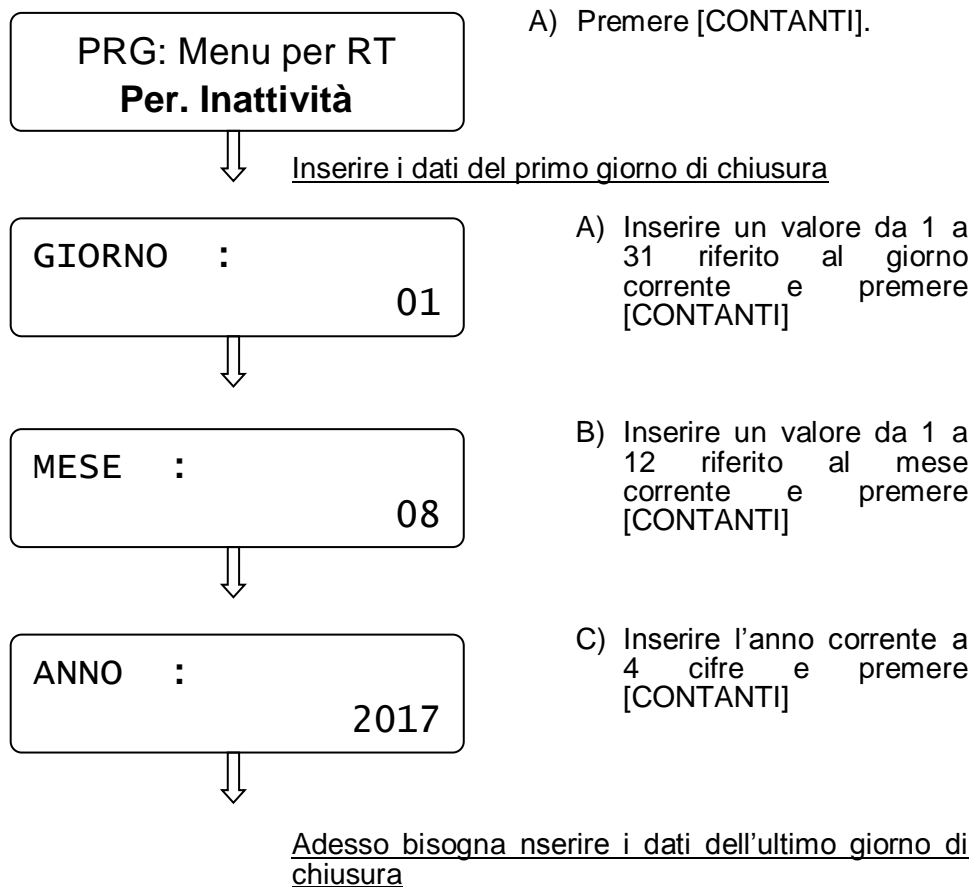 PRG: Menu per RT
Per. Inattività
A) Premere [CONTANTI].
Inserire i dati del primo giorno di chiusura
GIORNO :
01
A) Inserire un valore da 1 a
31 riferito al giorno
corrente e premere
[CONTANTI]
MESE :
08
B) Inserire un valore da 1 a
12 riferito al mese
corrente e premere
[CONTANTI]
ANNO :
2017
C) Inserire l’anno corrente a
4 cifre e premere
[CONTANTI]
Adesso bisogna nserire i dati dell’ultimo giorno di
chiusura